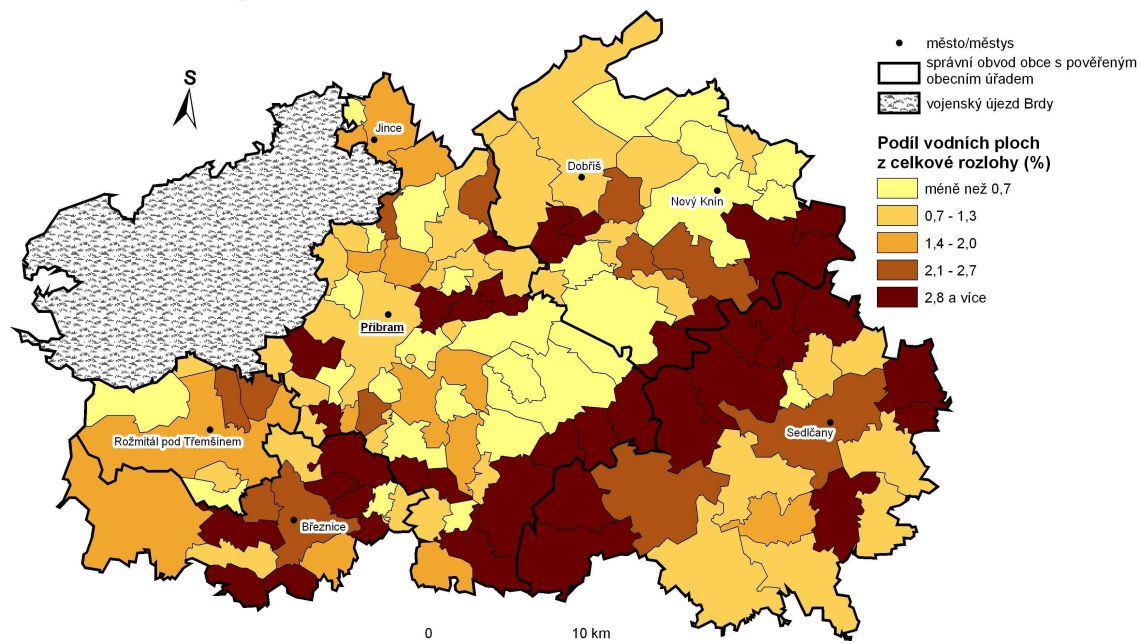 město/městys
správní obvod obce s pověřeným
obecním úřadem
vojenský újezd Brdy
Podíl vodních ploch
z celkové rozlohy (%)
méně než 0,7
0,7 - 1,3
1,4 - 2,0
2,1 - 2,7
2,8 a více
S
Jince
Dobříš
Nový Knín
Příbram
Rožmitál pod Třemšínem
Sedlčany
Březnice
0 10 km